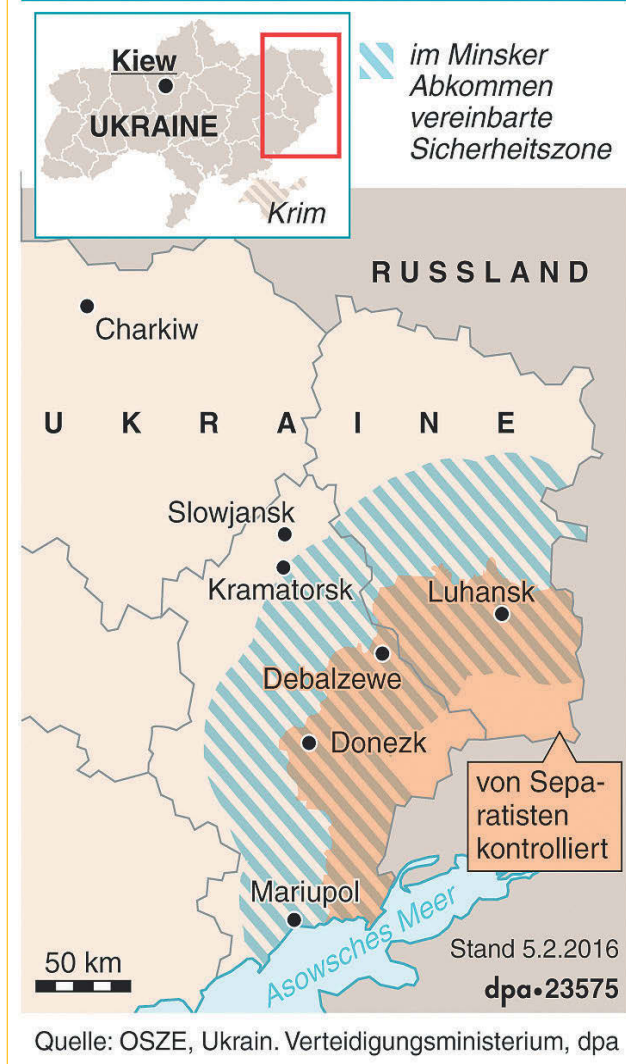 Kiew
UKRAINE
Krim
im Minsker
Abkommen
vereinbarte
Sicherheitszone
RUSSLAND
Charkiw
UKRAINE
Slowjansk
Kramatorsk
Luhansk
Debalzewe
Donezk
von Sepa-
ratisten
kontrolliert
Mariupol
Asowsches Meer
50 km
Stand 5.2.2016
dpa•23575
Quelle: OSZE, Ukrain. Verteidigungsministerium, dpa